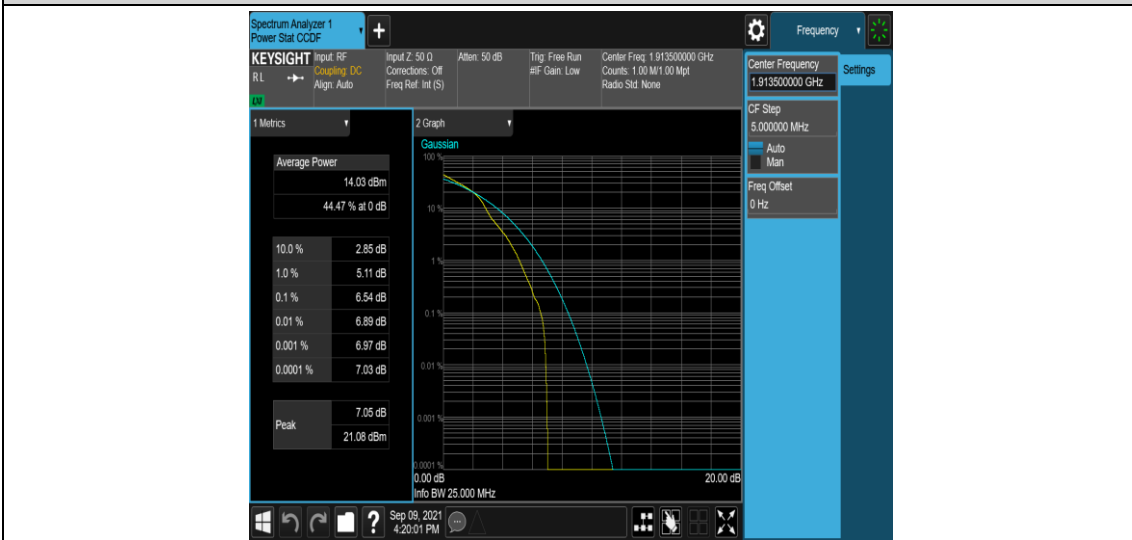 Spectrum Analyzer 1
Power Stat CCDF
+
Frequency
KEYSIGHT
RL
LXI
Input: RF
Coupling: DC
Align: Auto
Input Z: 50 Ω
Corrections: Off
Freq Ref: Int (S)
Atten: 50 dB
Trig: Free Run
#IF Gain: Low
Center Freq: 1.913500000 GHz
Counts: 1.00 M/1.00 Mpt
Radio Std: None
Center Frequency
1.913500000 GHz
Settings
CF Step
5.000000 MHz
Auto
Man
Freq Offset
0 Hz
1 Metrics
Average Power
14.03 dBm
44.47 % at 0 dB
10.0 % 2.85 dB
1.0 % 5.11 dB
0.1 % 6.54 dB
0.01 % 6.89 dB
0.001 % 6.97 dB
0.0001 % 7.03 dB
Peak 7.05 dB
21.08 dBm
2 Graph
Gaussian
100 %
10 %
1 %
0.1 %
0.01 %
0.001 %
0.0001 %
0.00 dB 20.00 dB
Info BW 25.000 MHz
?
Sep 09, 2021
4:20:01 PM